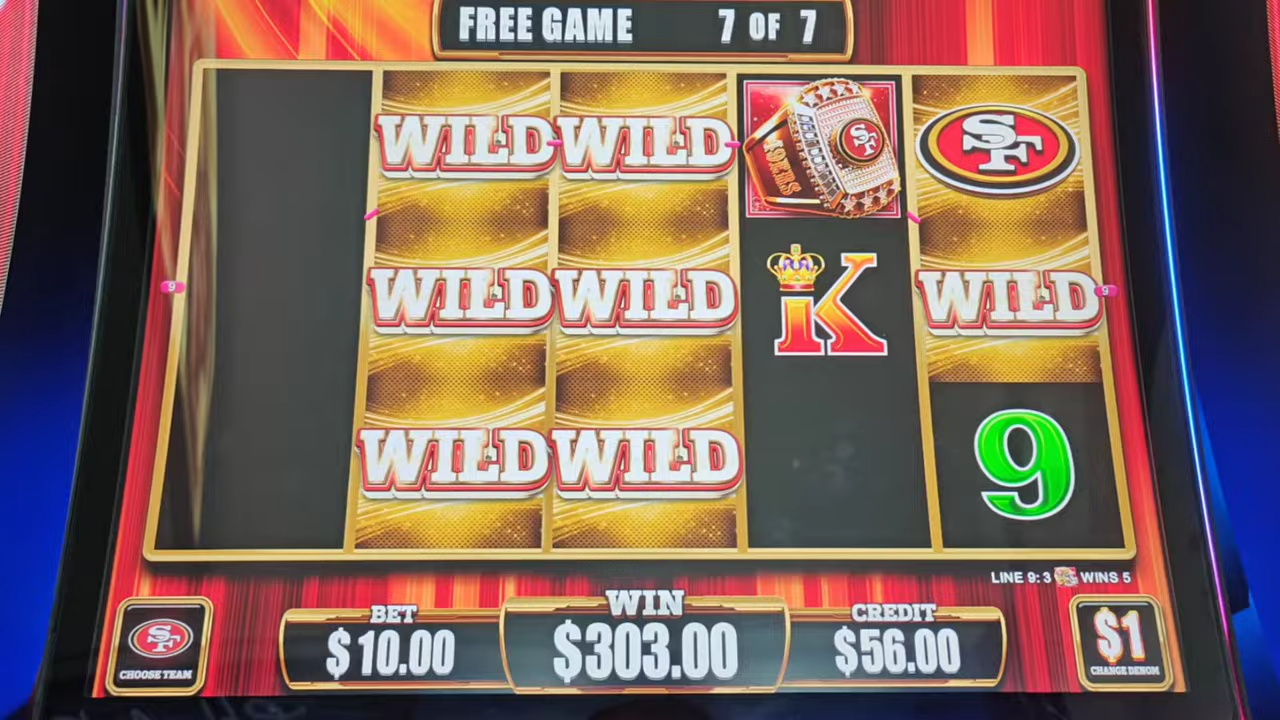 FREE GAME 7 OF 7
WILD WILD 49ERS SF SF
9 WILD WILD K WILD 9
WILD WILD 9
LINE 9: 3 WINS 5
SF CHOOSE TEAM
BET $10.00
WIN $303.00
CREDIT $56.00
$1 CHANGE DENOM